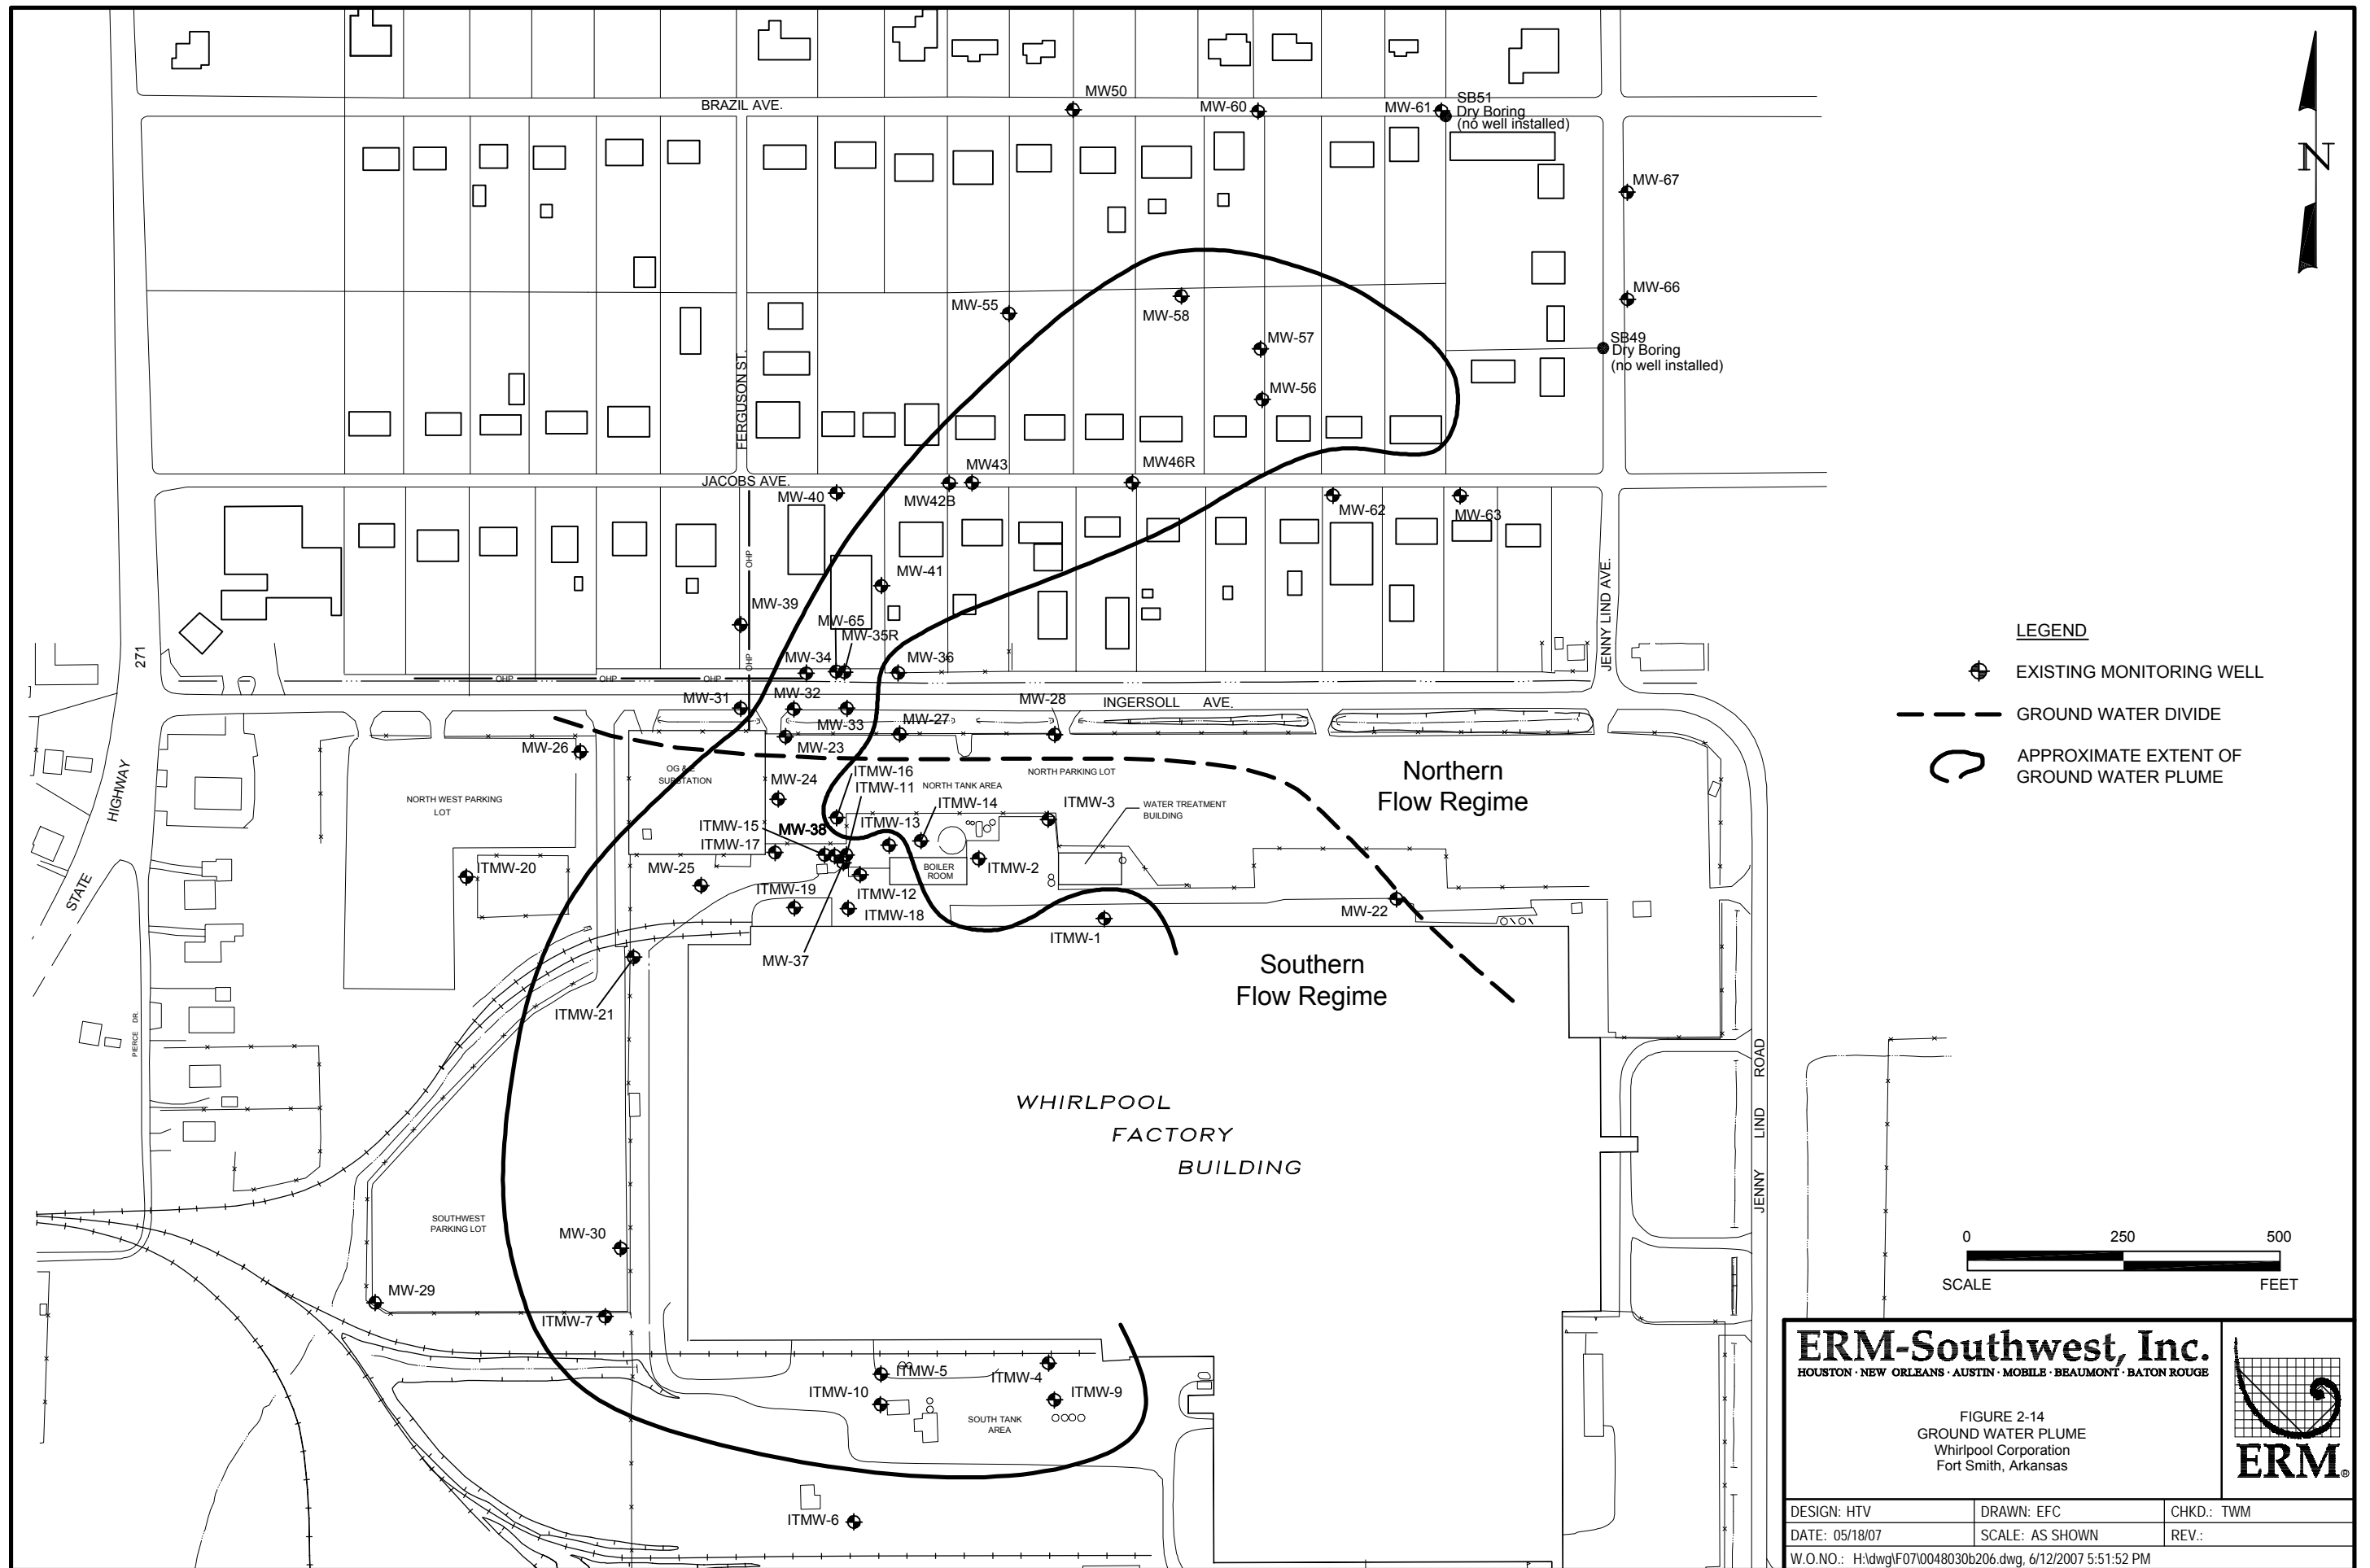 MW50
BRAZIL AVE.
MW-60
MW-61
SB51
Dry Boring
(no well installed)
N
MW-67
MW-66
MW-55
MW-58
MW-57
SB49
Dry Boring
(no well installed)
MW-56
FERGUSON ST.
JACOBS AVE.
MW43
MW46R
MW-40
MW42B
MW-62
MW-63
OHP
MW-41
MW-39
MW-65
MW-35R
JENNY LIND AVE.
271
MW-34
MW-36
OHP
OHP
OHP
OHP
MW-31
MW-32
MW-33
MW-27
MW-28
INGERSOLL AVE.
LEGEND
EXISTING MONITORING WELL
GROUND WATER DIVIDE
APPROXIMATE EXTENT OF
GROUND WATER PLUME
MW-26
MW-23
OG & E
SUBSTATION
MW-24
ITMW-16
ITMW-11
NORTH TANK AREA
NORTH PARKING LOT
Northern
Flow Regime
HIGHWAY
NORTH WEST PARKING
LOT
ITMW-14
ITMW-3
WATER TREATMENT
BUILDING
ITMW-15
MW-38
ITMW-13
ITMW-17
ITMW-20
MW-25
BOILER
ROOM
ITMW-2
STATE
ITMW-19
ITMW-12
ITMW-18
MW-22
ITMW-1
MW-37
Southern
Flow Regime
ITMW-21
PIERCE DR.
WHIRLPOOL
FACTORY
BUILDING
JENNY LIND ROAD
SOUTHWEST
PARKING LOT
MW-30
MW-29
ITMW-7
0 250 500
SCALE FEET
ITMW-5
ITMW-4
ITMW-10
ITMW-9
SOUTH TANK
AREA
ITMW-6
ERM-Southwest, Inc.
HOUSTON · NEW ORLEANS · AUSTIN · MOBILE · BEAUMONT · BATON ROUGE
FIGURE 2-14
GROUND WATER PLUME
Whirlpool Corporation
Fort Smith, Arkansas
ERM®
DESIGN: HTV
DRAWN: EFC
CHKD.: TWM
DATE: 05/18/07
SCALE: AS SHOWN
REV.:
W.O.NO.: H:\dwg\F07\0048030b206.dwg, 6/12/2007 5:51:52 PM